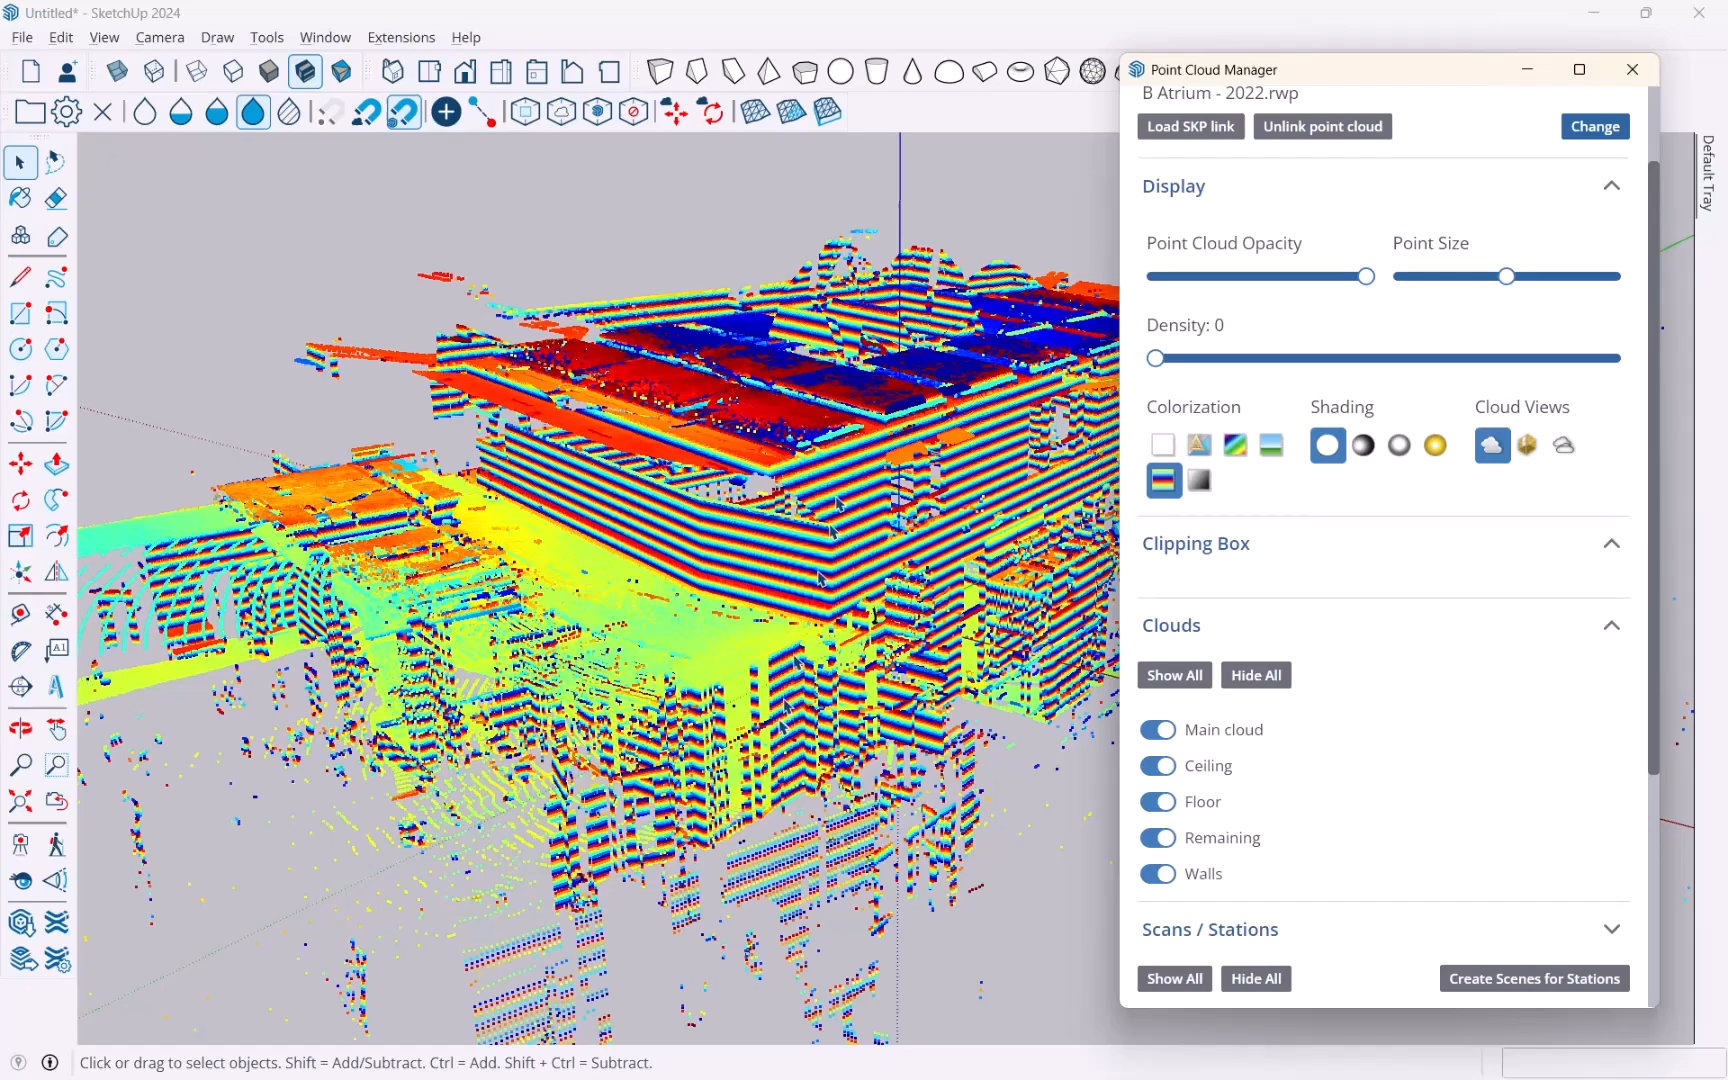 Untitled* - SketchUp 2024
File Edit View Camera Draw Tools Window Extensions Help
Point Cloud Manager
B Atrium - 2022.rwp
Load SKP link Unlink point cloud Change
Default Tray
Display
Point Cloud Opacity Point Size
Density: 0
Colorization Shading Cloud Views
Clipping Box
Clouds
Show All Hide All
Main cloud
Ceiling
Floor
Remaining
Walls
Scans / Stations
Show All Hide All Create Scenes for Stations
Click or drag to select objects. Shift = Add/Subtract. Ctrl = Add. Shift + Ctrl = Subtract.